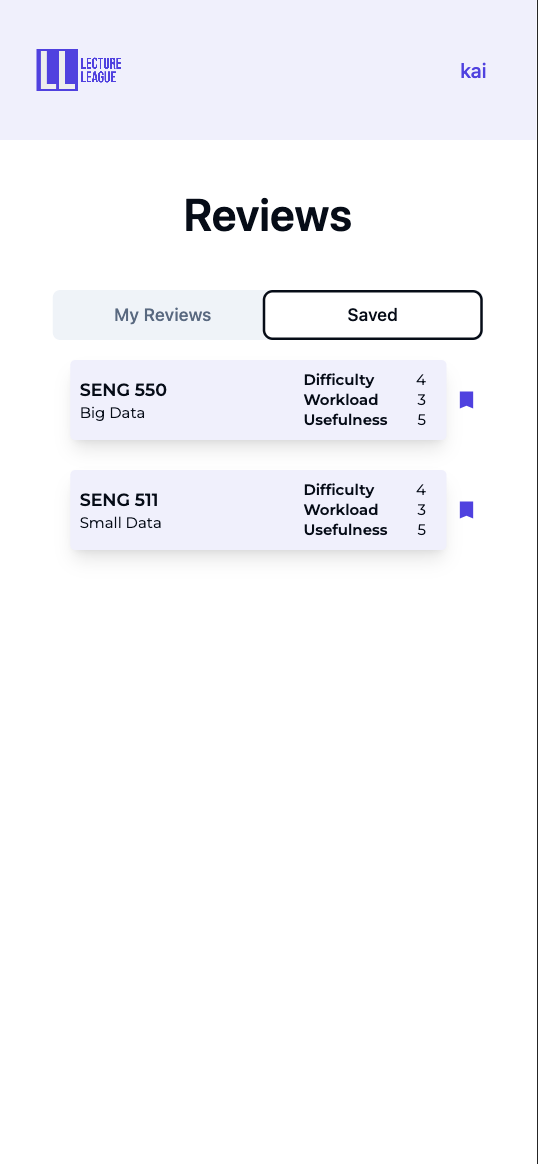 LECTURE
LEAGUE
kai
Reviews
My Reviews Saved
SENG 550
Big Data
Difficulty 4
Workload 3
Usefulness 5
SENG 511
Small Data
Difficulty 4
Workload 3
Usefulness 5